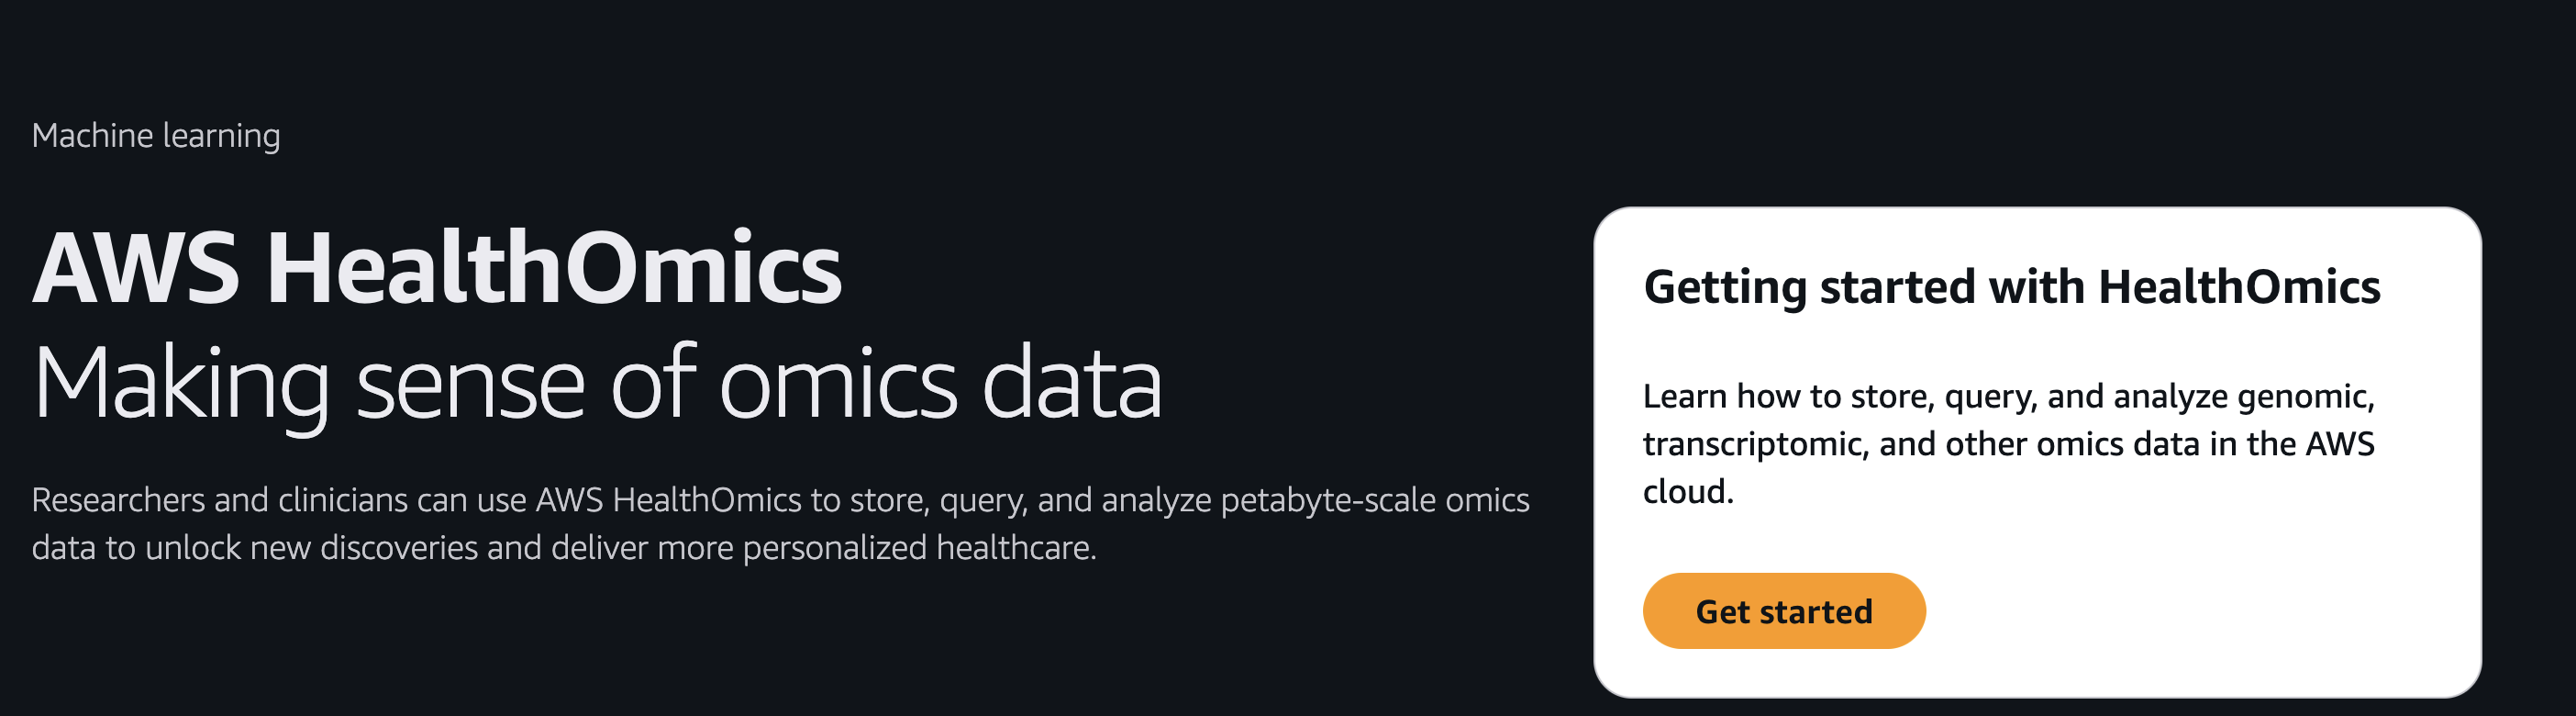 Machine learning
AWS HealthOmics
Making sense of omics data
Researchers and clinicians can use AWS HealthOmics to store, query, and analyze petabyte-scale omics
data to unlock new discoveries and deliver more personalized healthcare.
Getting started with HealthOmics
Learn how to store, query, and analyze genomic,
transcriptomic, and other omics data in the AWS
cloud.
Get started